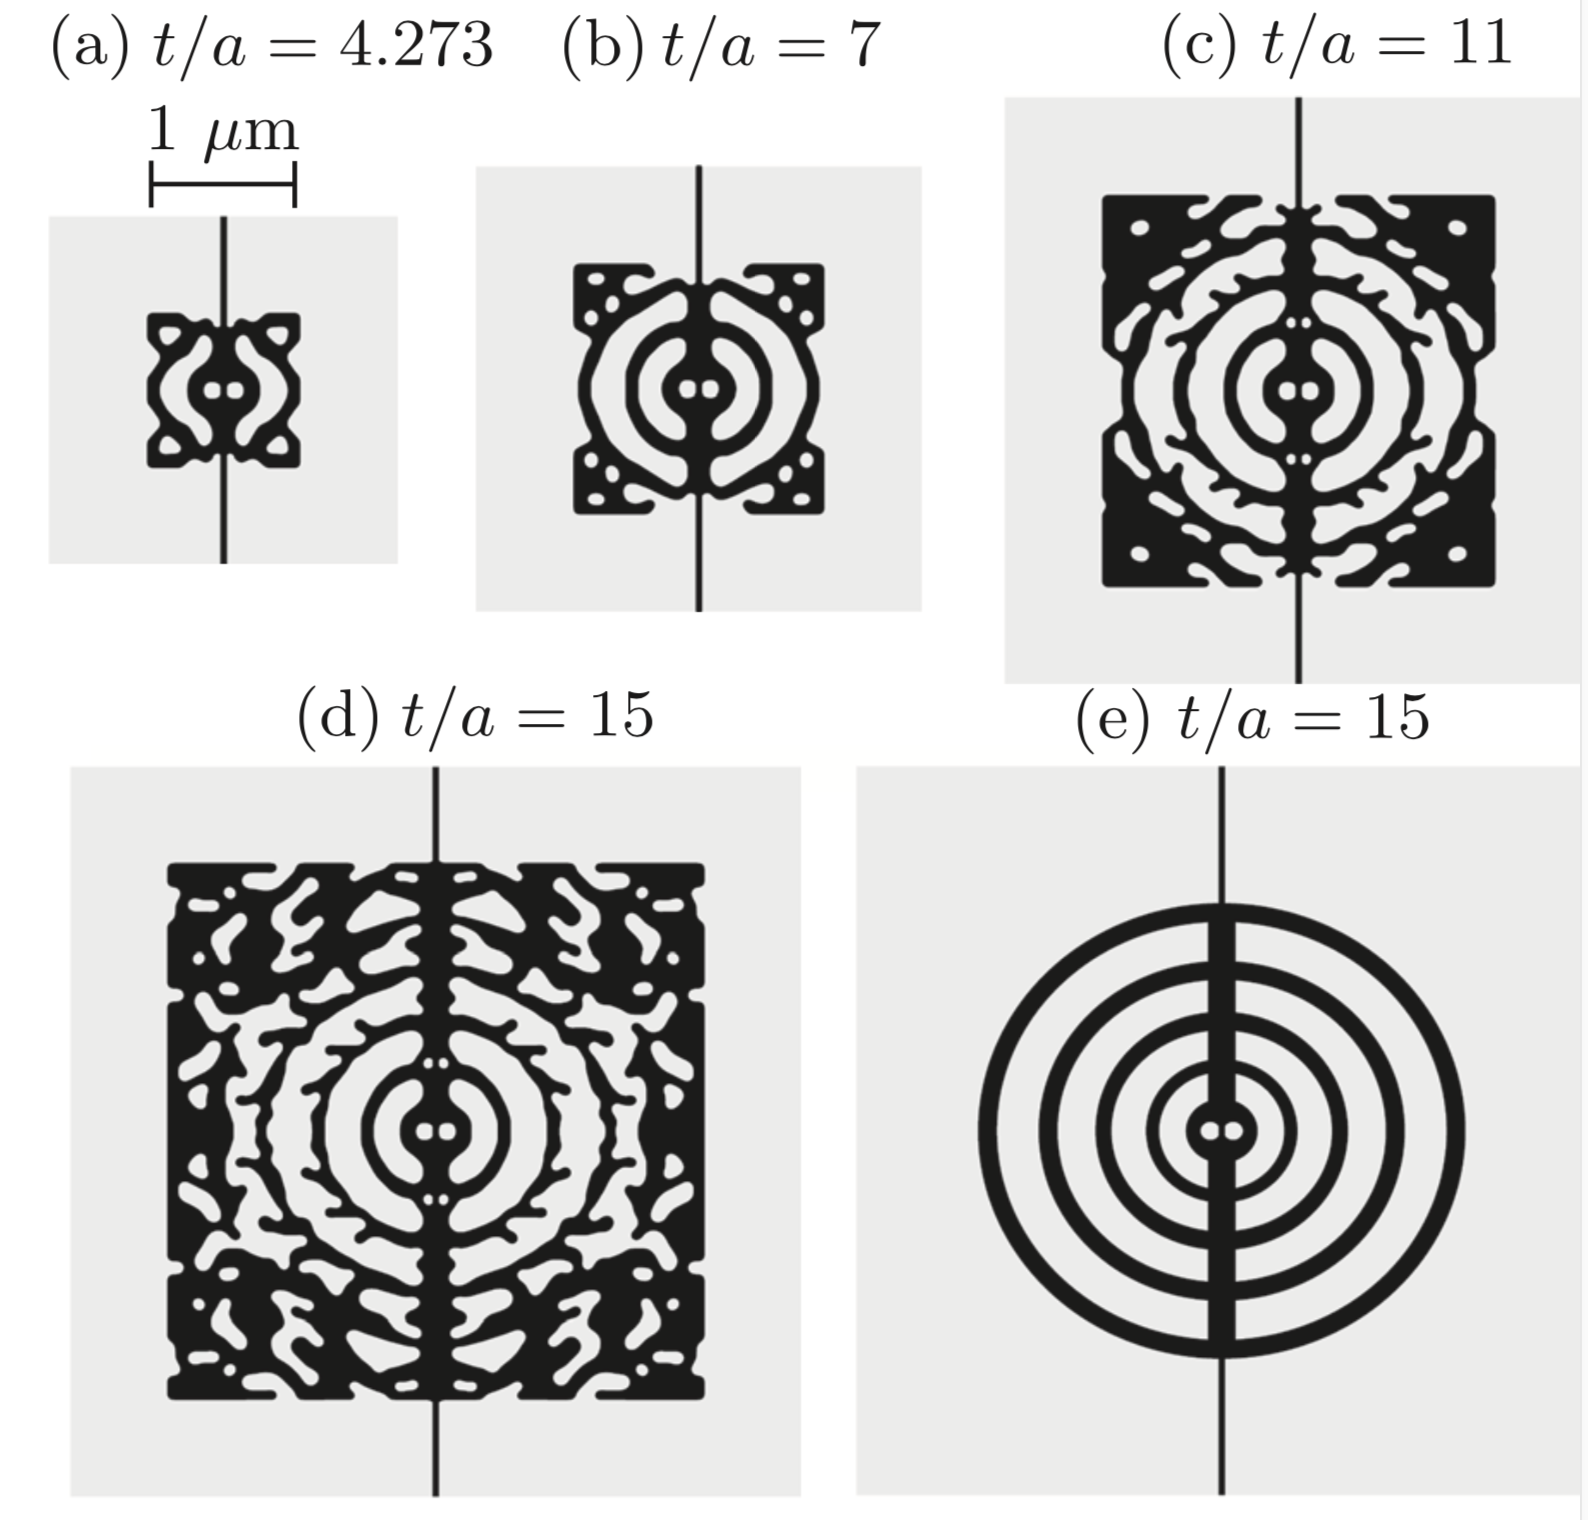 (a) t/a = 4.273 (b) t/a = 7 (c) t/a = 11
1 μm
(d) t/a = 15 (e) t/a = 15